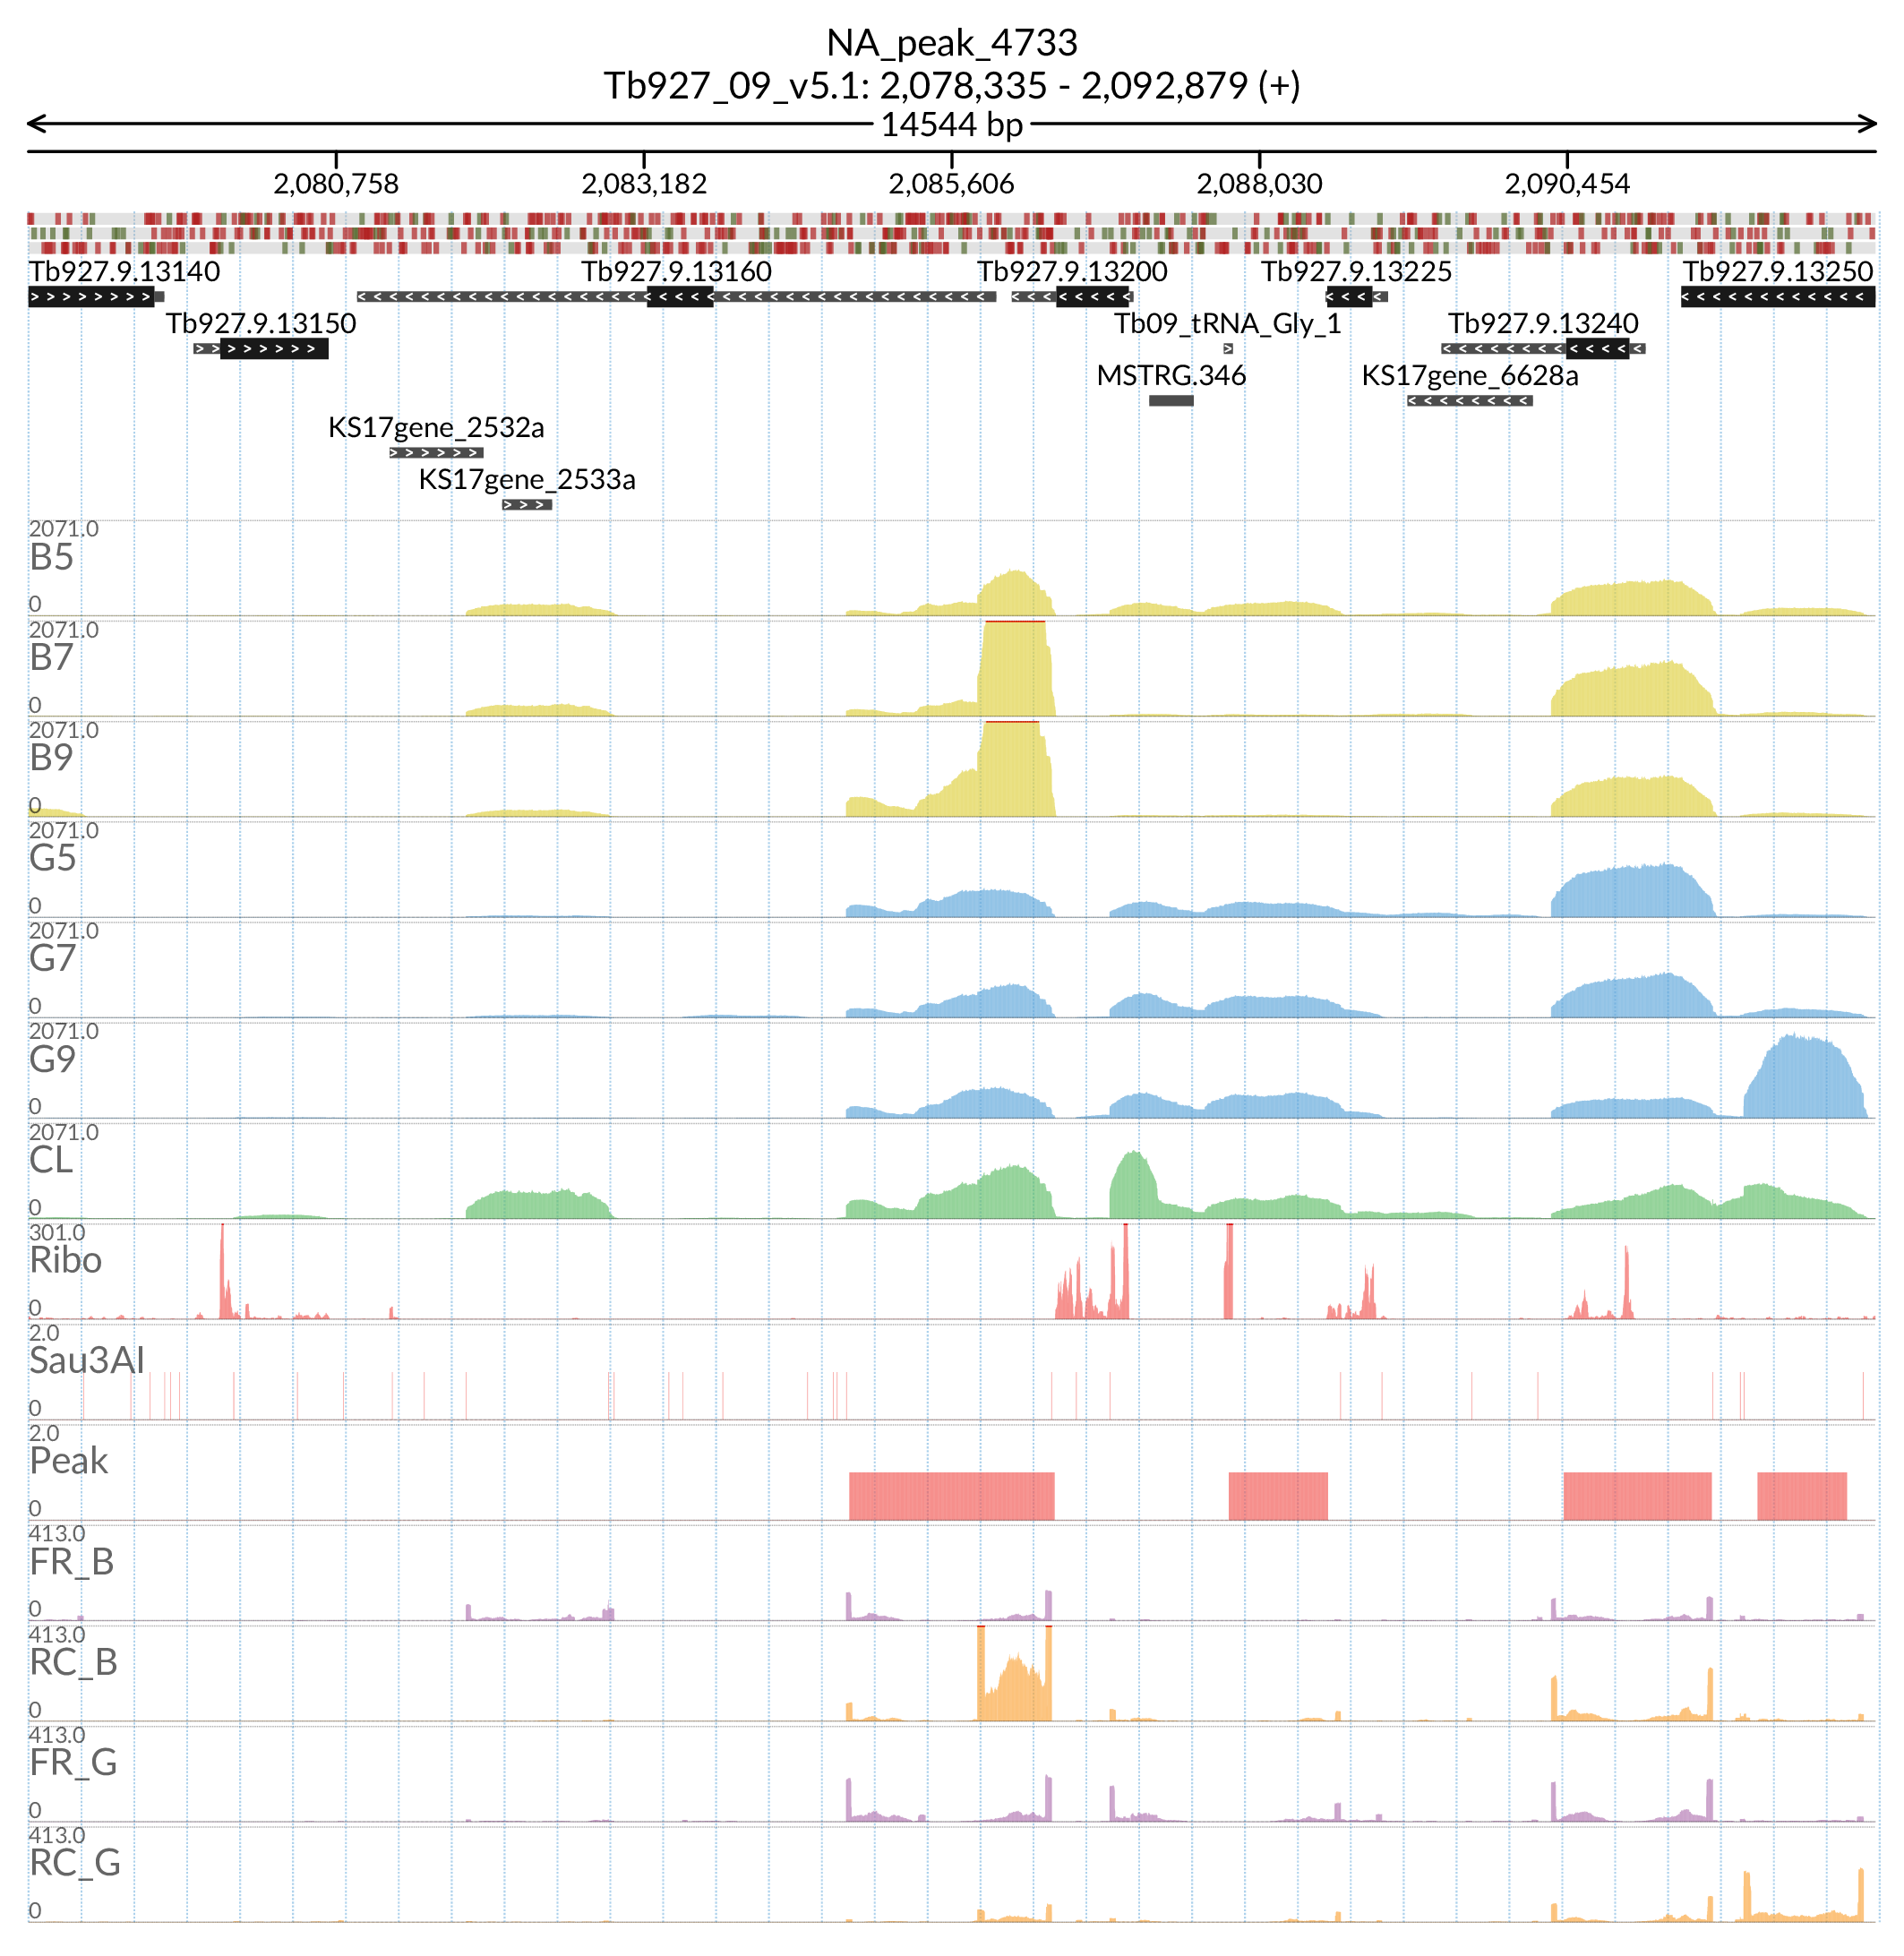 NA_peak_4733
Tb927_09_v5.1: 2,078,335 - 2,092,879 (+)
14544 bp
2,080,758 2,083,182 2,085,606 2,088,030 2,090,454
Tb927.9.13140 Tb927.9.13160 Tb927.9.13200 Tb927.9.13225 Tb927.9.13250
Tb927.9.13150 Tb09_tRNA_Gly_1 Tb927.9.13240
MSTRG.346 KS17gene_6628a
KS17gene_2532a
KS17gene_2533a
2071.0
B5
0
2071.0
B7
0
2071.0
B9
0
2071.0
G5
0
2071.0
G7
0
2071.0
G9
0
2071.0
CL
0
301.0
Ribo
0
2.0
Sau3AI
0
2.0
Peak
0
413.0
FR_B
0
413.0
RC_B
0
413.0
FR_G
0
413.0
RC_G
0